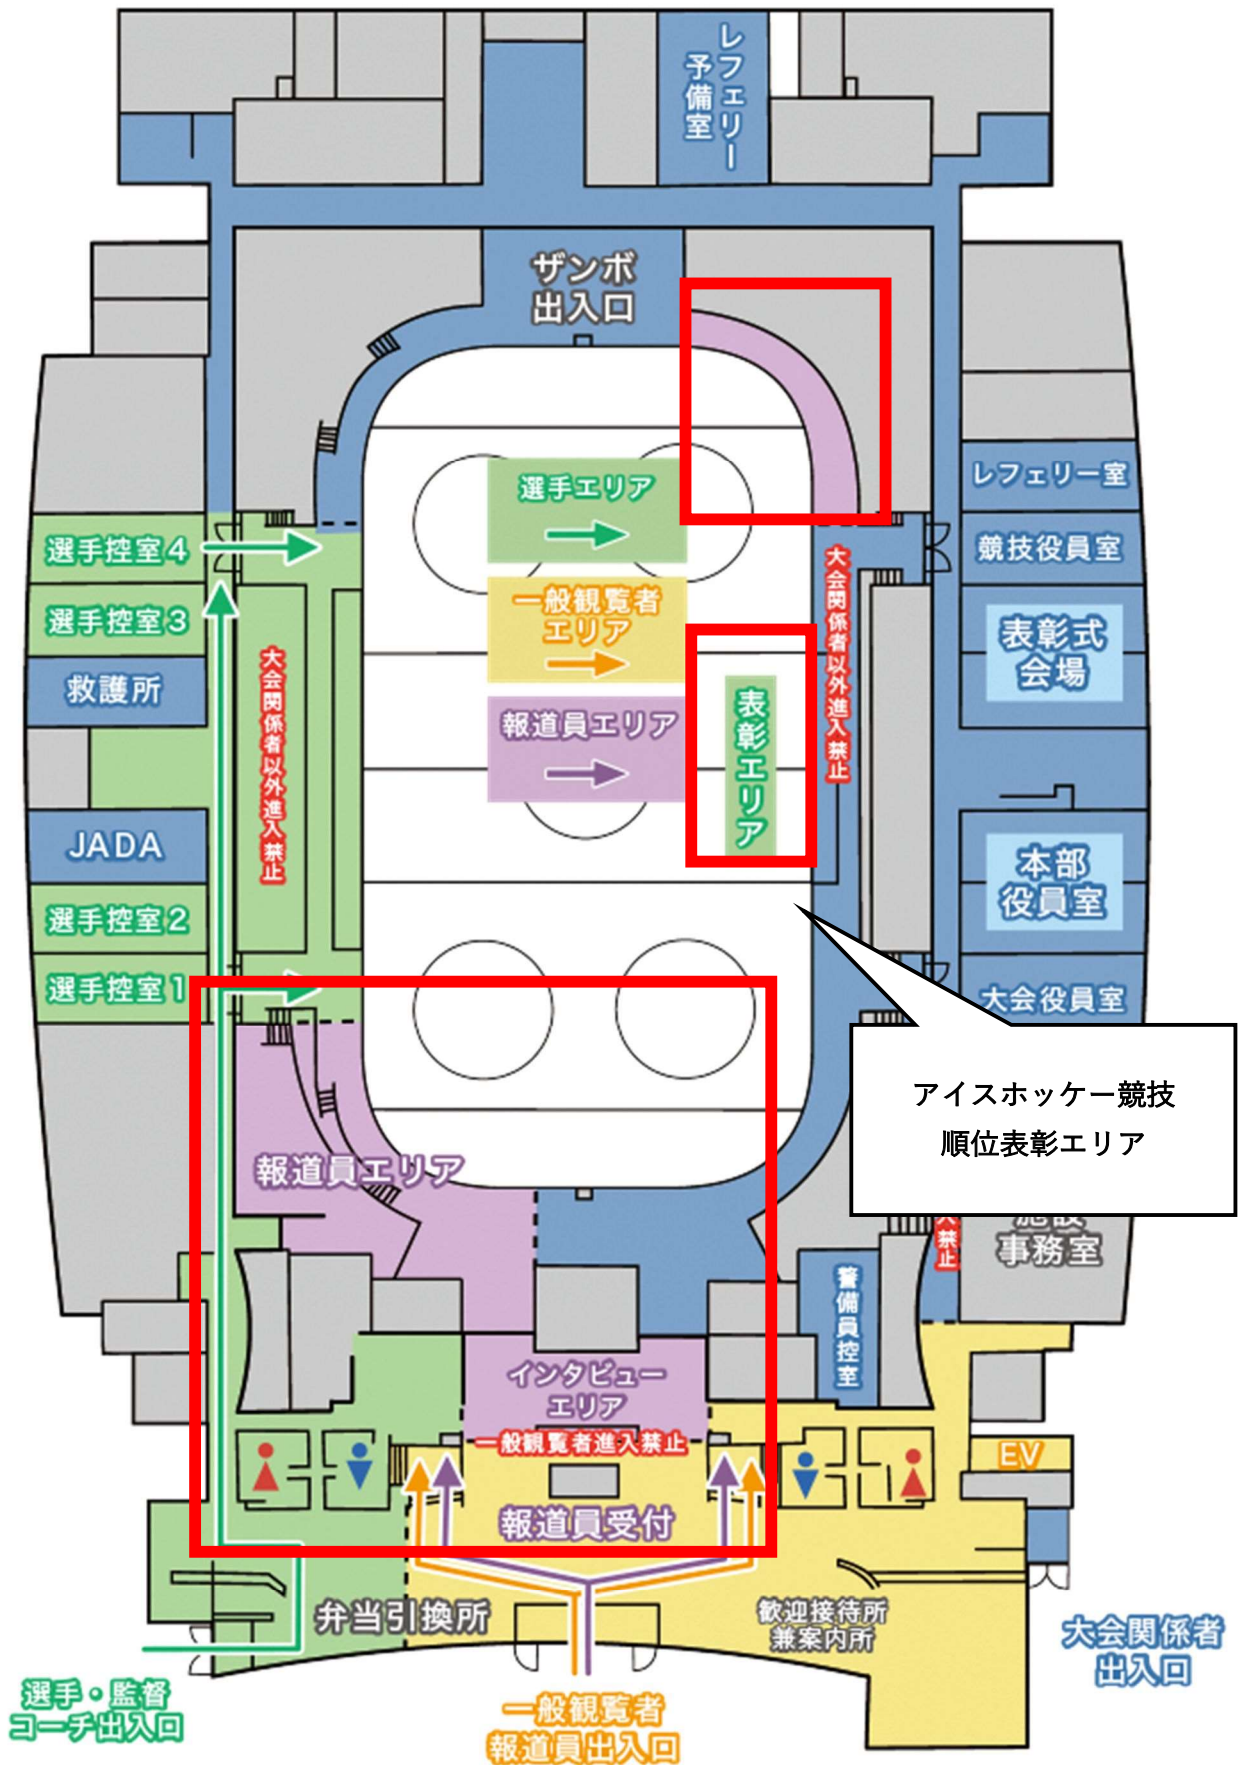 レフェリー
予備室
ザンボ
出入口
選手エリア
レフェリー室
選手控室4
競技役員室
一般観覧者
エリア
選手控室3
表彰式
会場
大会関係者以外進入禁止
大会関係者以外進入禁止
救護所
報道員エリア
表彰エリア
JADA
本部
役員室
選手控室2
選手控室1
大会役員室
アイスホッケー競技
順位表彰エリア
報道員エリア
禁止
事務室
警備員控室
インタビュー
エリア
一般観覧者進入禁止
EV
報道員受付
弁当引換所
歓迎接待所
兼案内所
大会関係者
出入口
選手・監督
コーチ出入口
一般観覧者
報道員出入口